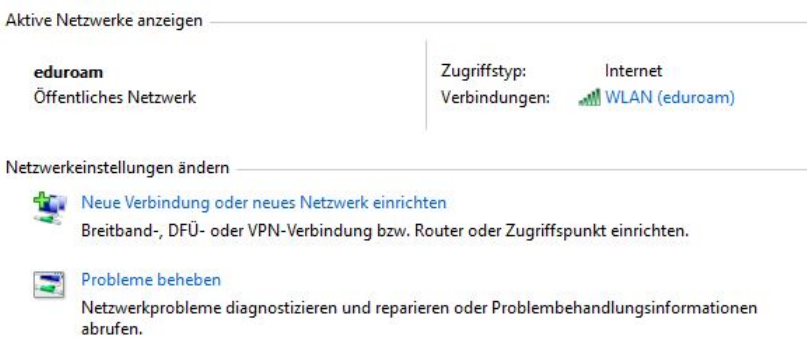 Aktive Netzwerke anzeigen
eduroam
Öffentliches Netzwerk
Zugriffstyp: Internet
Verbindungen: WLAN (eduroam)
Netzwerkeinstellungen ändern
Neue Verbindung oder neues Netzwerk einrichten
Breitband-, DFÜ- oder VPN-Verbindung bzw. Router oder Zugriffspunkt einrichten.
Probleme beheben
Netzwerkprobleme diagnostizieren und reparieren oder Problembehandlungsinformationen
abrufen.